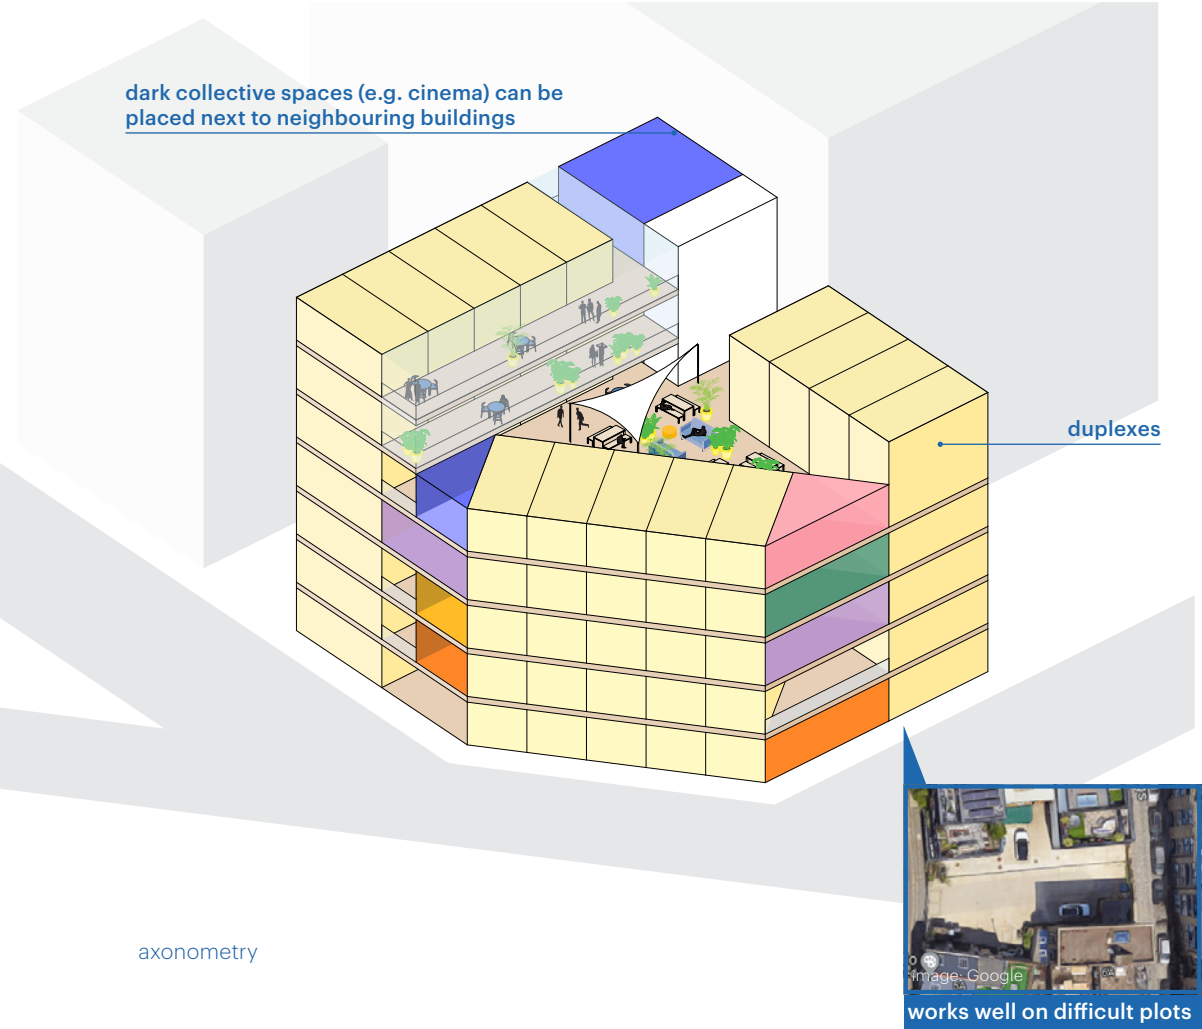 dark collective spaces (e.g. cinema) can be
placed next to neighbouring buildings
duplexes
axonometry
image: Google
works well on difficult plots